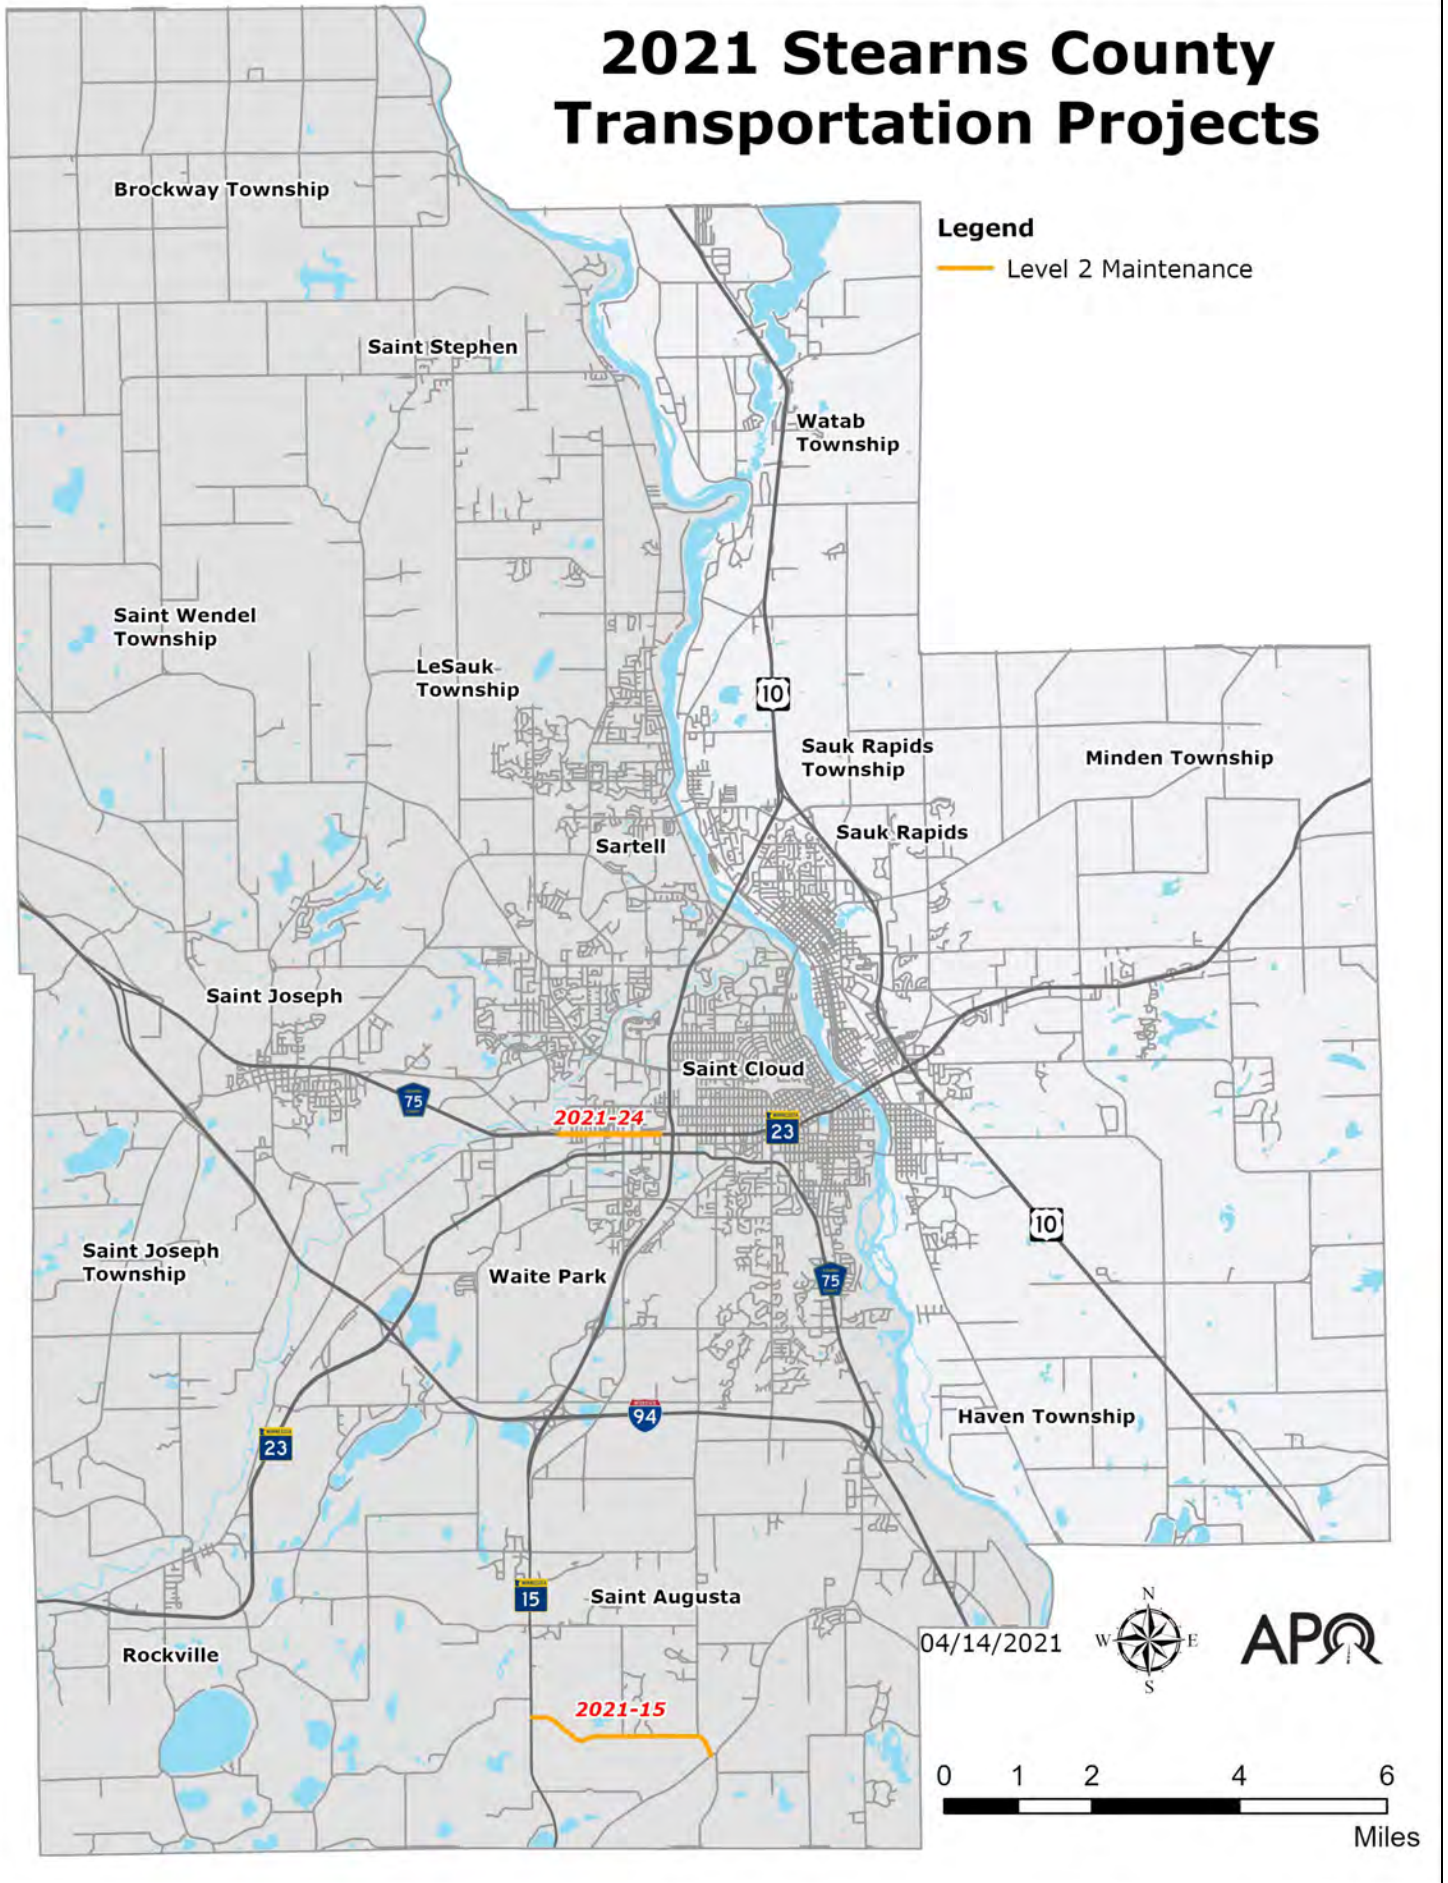 2021 Stearns County
Transportation Projects
Brockway Township
Legend
Level 2 Maintenance
Saint Stephen
Watab
Township
Saint Wendel
Township
LeSauk
Township
10
Sauk Rapids
Township
Minden Township
Sauk Rapids
Sartell
Saint Joseph
Saint Cloud
75
2021-24
MINNESOTA
23
10
Saint Joseph
Township
Waite Park
75
94
Haven Township
MINNESOTA
23
MINNESOTA
15
Saint Augusta
N
W E
S
04/14/2021
APO
Rockville
2021-15
0 1 2 4 6
Miles